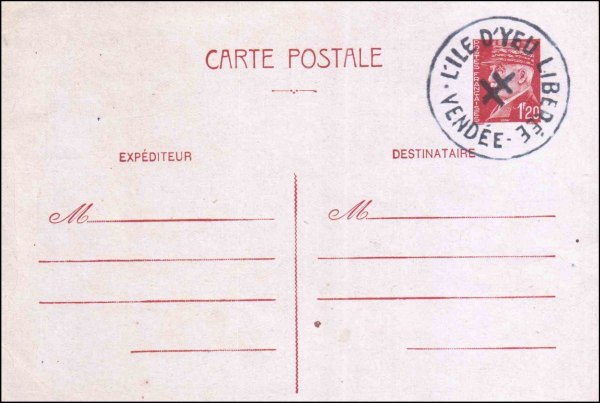 CARTE POSTALE
L'ILE D'YEU LIBÉRÉE
VENDÉE
1F20
EXPÉDITEUR
DESTINATAIRE
M
M